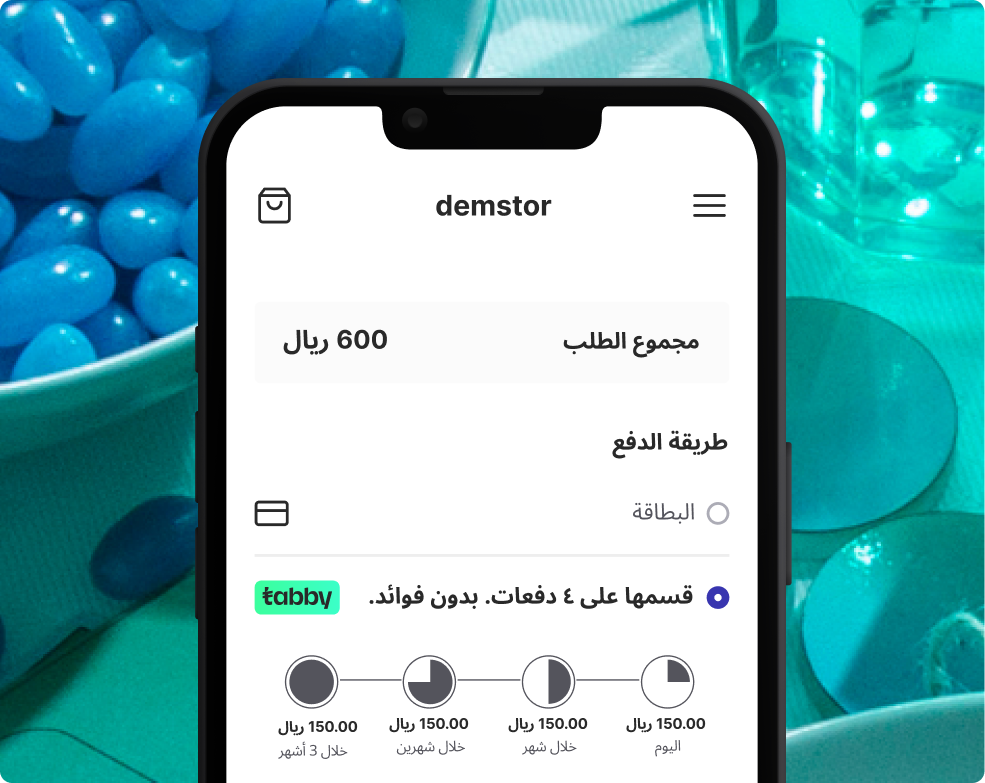 demstor
مجموع الطلب 600 ريال
طريقة الدفع
البطاقة
قسمها على ٤ دفعات. بدون فوائد. tabby
150.00 ريال 150.00 ريال 150.00 ريال 150.00 ريال
اليوم خلال شهر خلال شهرين خلال 3 أشهر